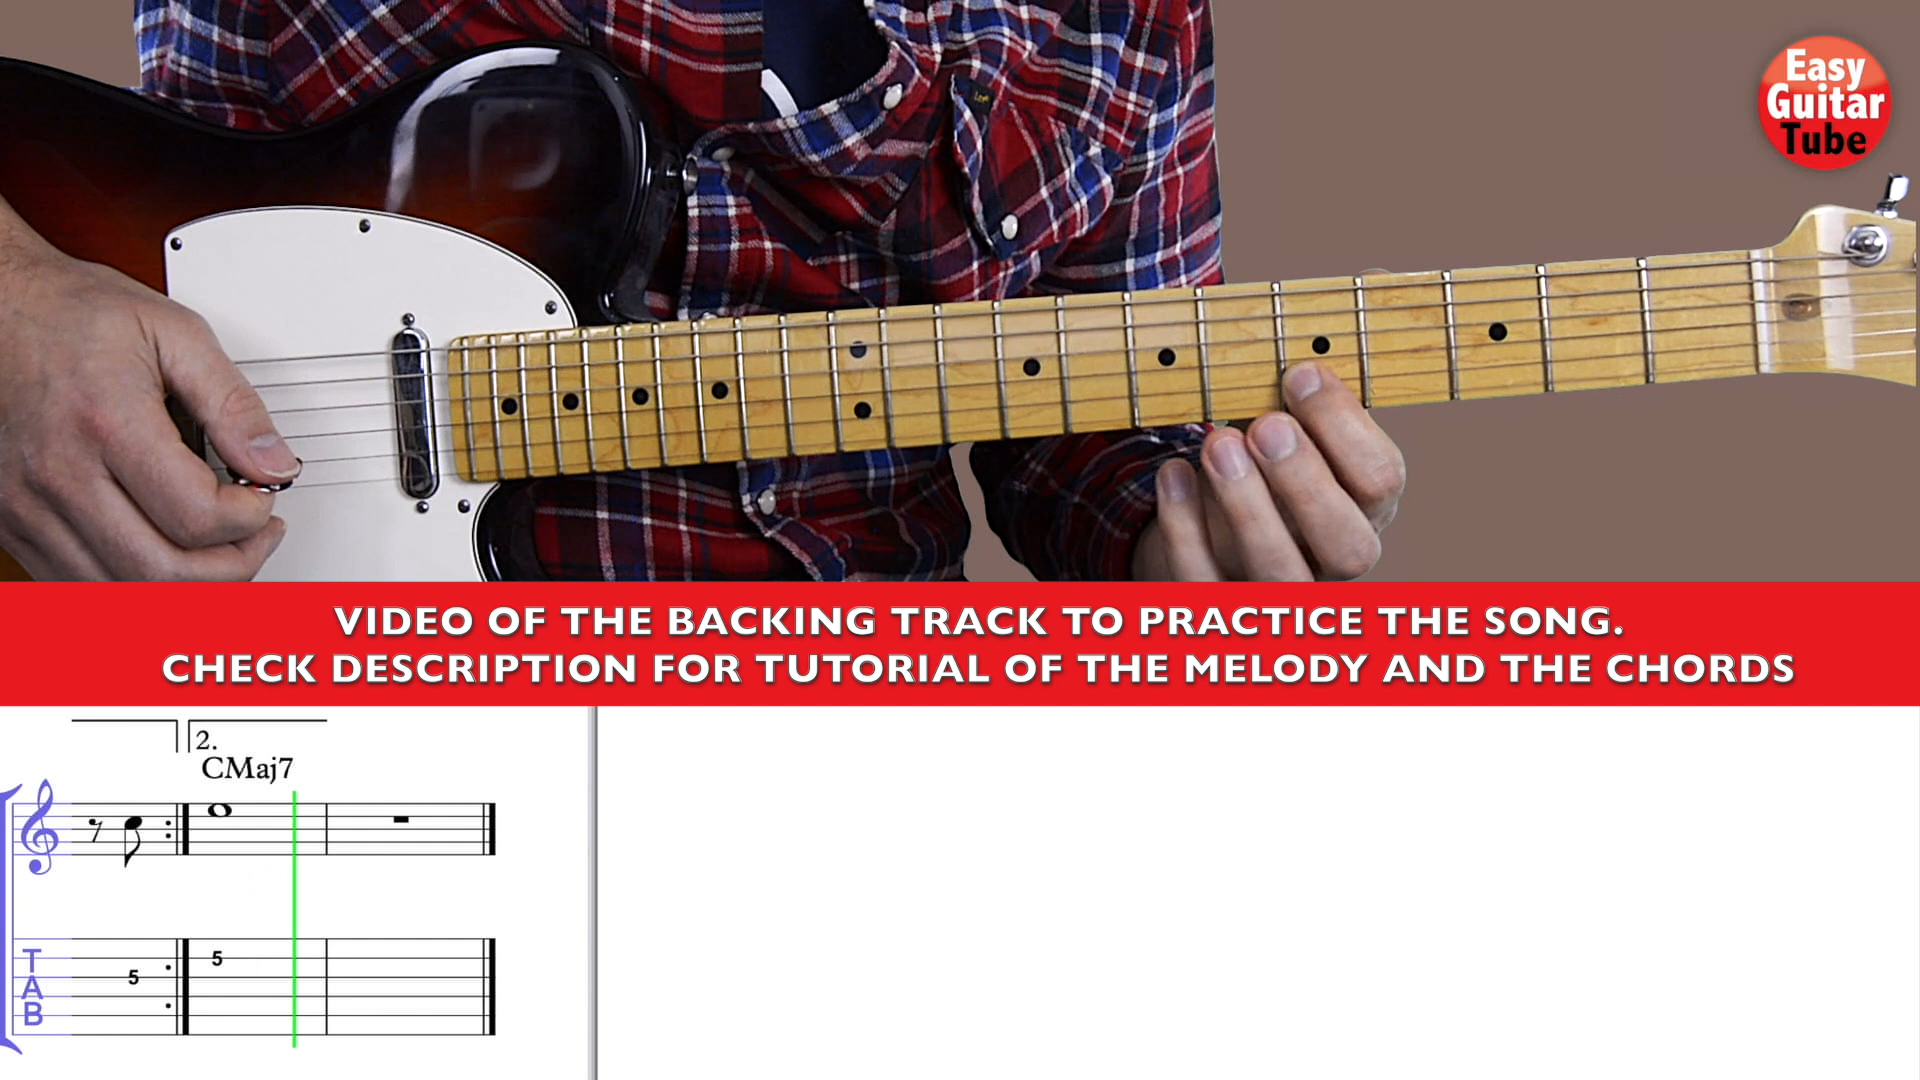 Easy
Guitar
Tube
VIDEO OF THE BACKING TRACK TO PRACTICE THE SONG.
CHECK DESCRIPTION FOR TUTORIAL OF THE MELODY AND THE CHORDS
2.
CMaj7
T
A
B
5
5